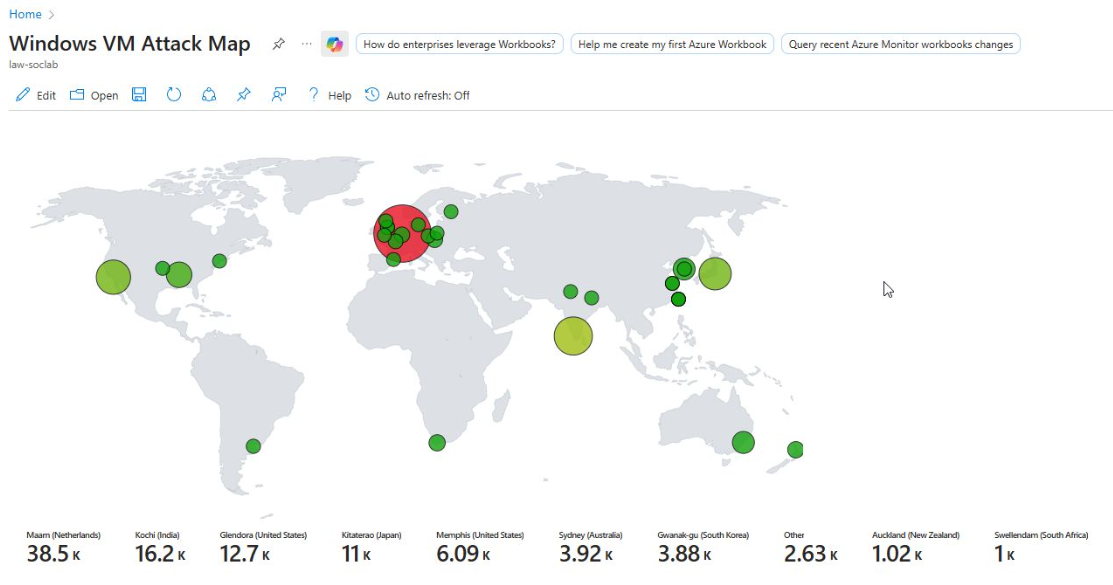 Home
Windows VM Attack Map
How do enterprises leverage Workbooks?
Help me create my first Azure Workbook
Query recent Azure Monitor workbooks changes
law-soclab
Edit
Open
Help
Auto refresh: Off
Maarn (Netherlands)
38.5 K
Kochi (India)
16.2 K
Glendora (United States)
12.7 K
Kitaterao (Japan)
11 K
Memphis (United States)
6.09 K
Sydney (Australia)
3.92 K
Gwanak-gu (South Korea)
3.88 K
Other
2.63 K
Auckland (New Zealand)
1.02 K
Swellendam (South Africa)
1 K